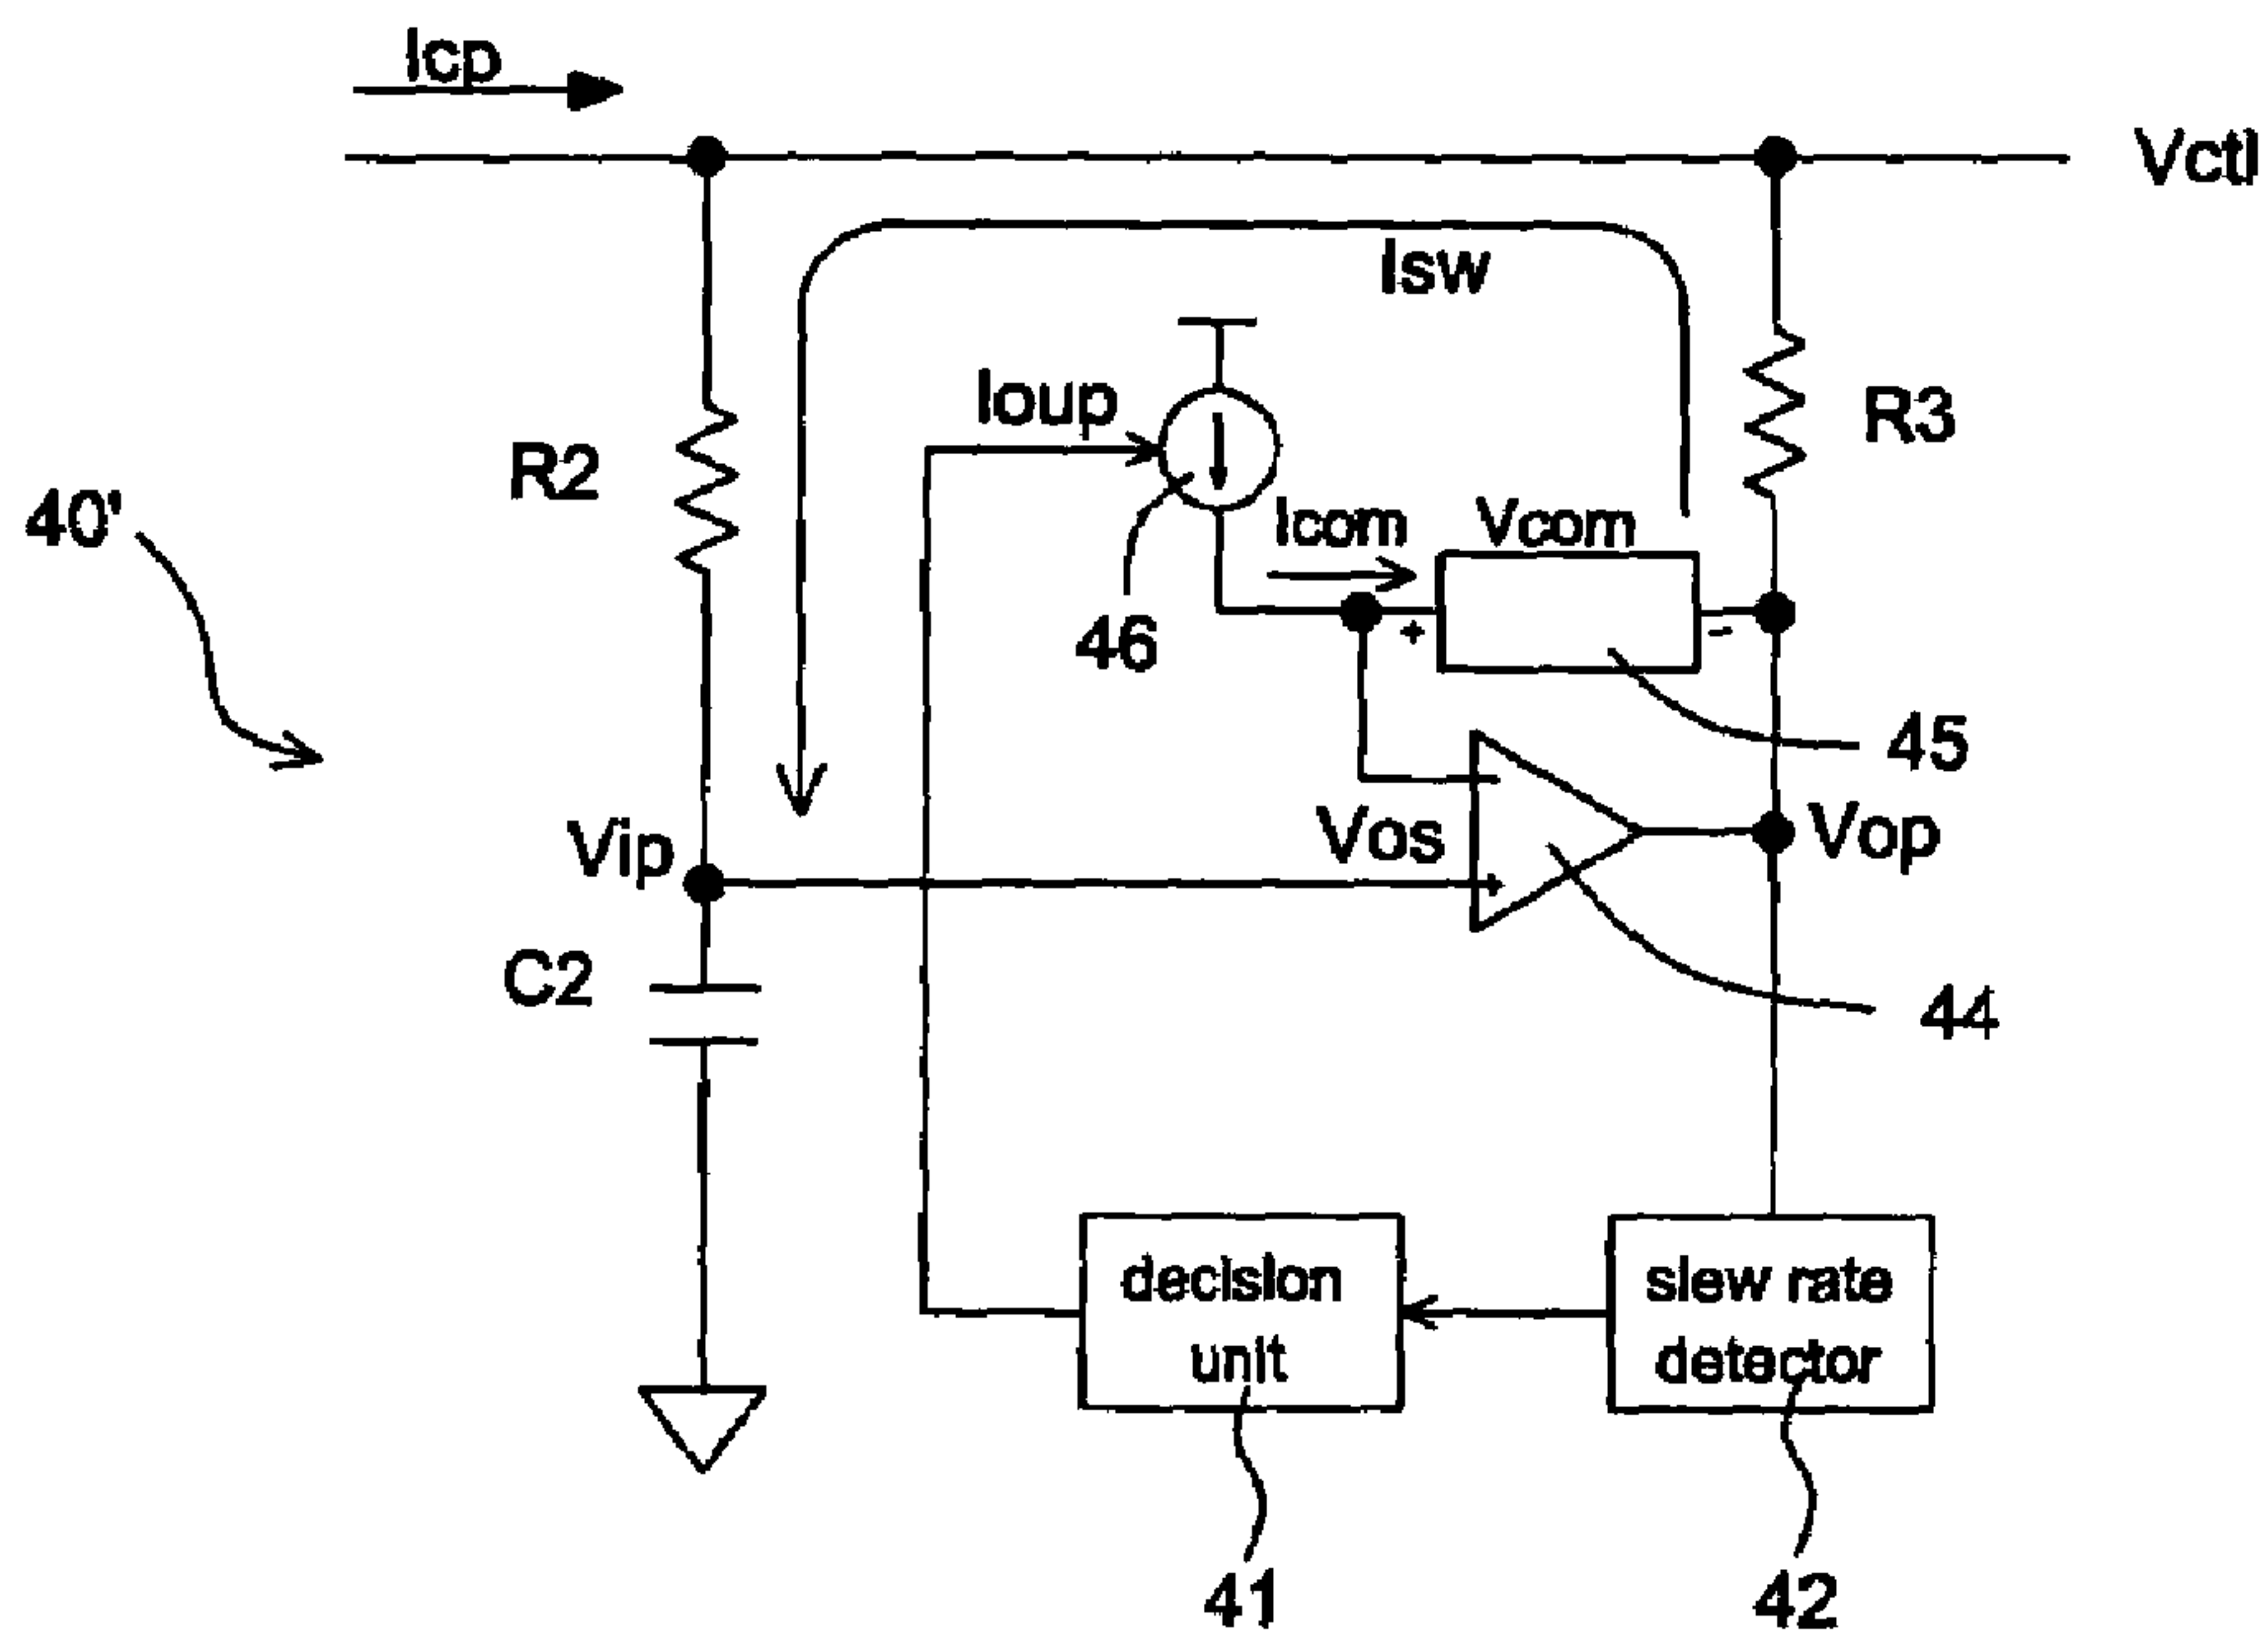 Icp
Vctl
Isw
Ioup
R3
R2
Icom
Vcom
40'
46
+
-
45
Vip
Vos
-
+
Vop
C2
44
decision
unit
slew rate
detector
41
42